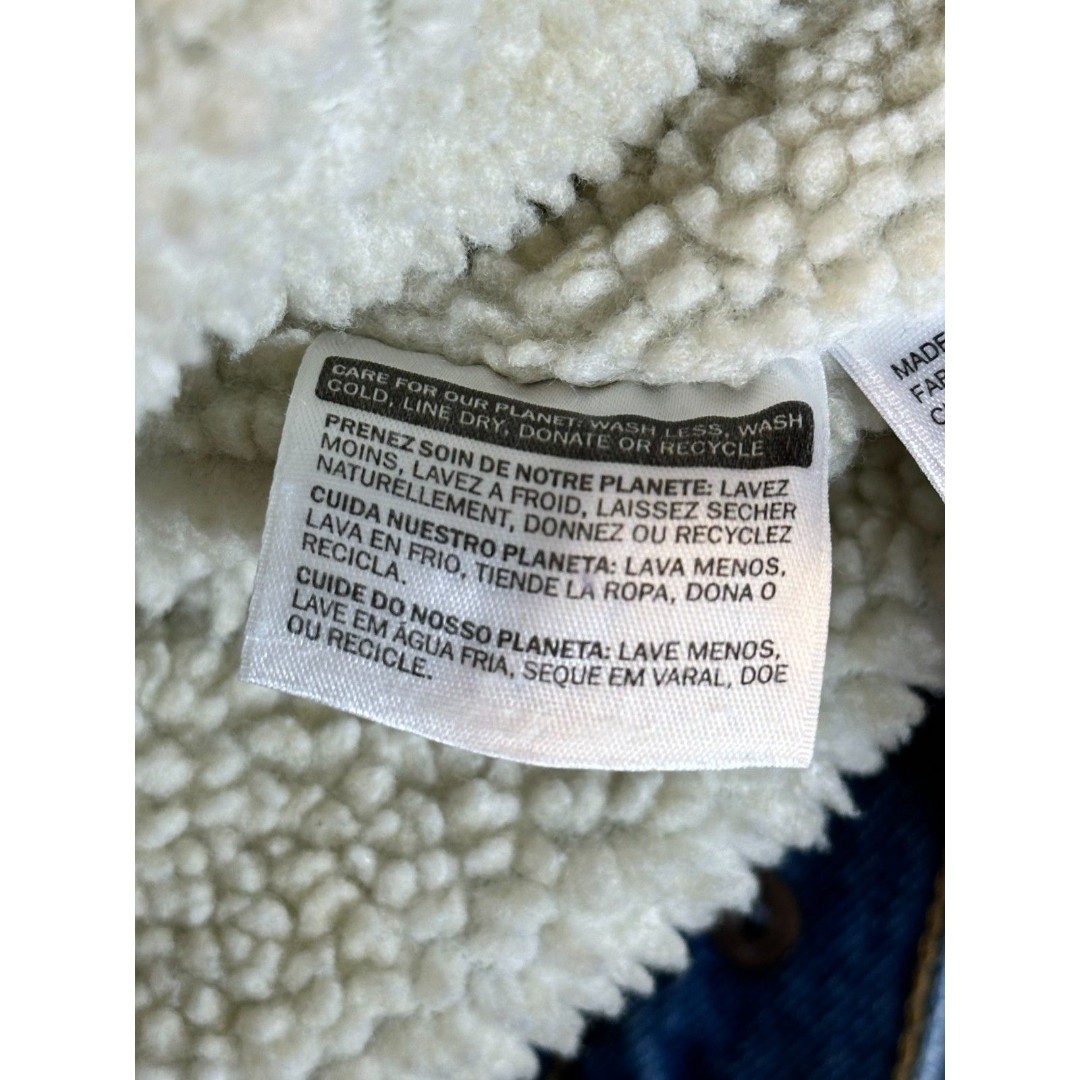 CARE FOR OUR PLANET: WASH LESS, WASH
COLD, LINE DRY, DONATE OR RECYCLE
PRENEZ SOIN DE NOTRE PLANETE: LAVEZ
MOINS, LAVEZ A FROID, LAISSEZ SECHER
NATURELLEMENT, DONNEZ OU RECYCLEZ
CUIDA NUESTRO PLANETA: LAVA MENOS,
LAVA EN FRIO, TIENDE LA ROPA, DONA O
RECICLA.
CUIDE DO NOSSO PLANETA: LAVE MENOS,
LAVE EM ÁGUA FRIA, SEQUE EM VARAL, DOE
OU RECICLE.
MADE